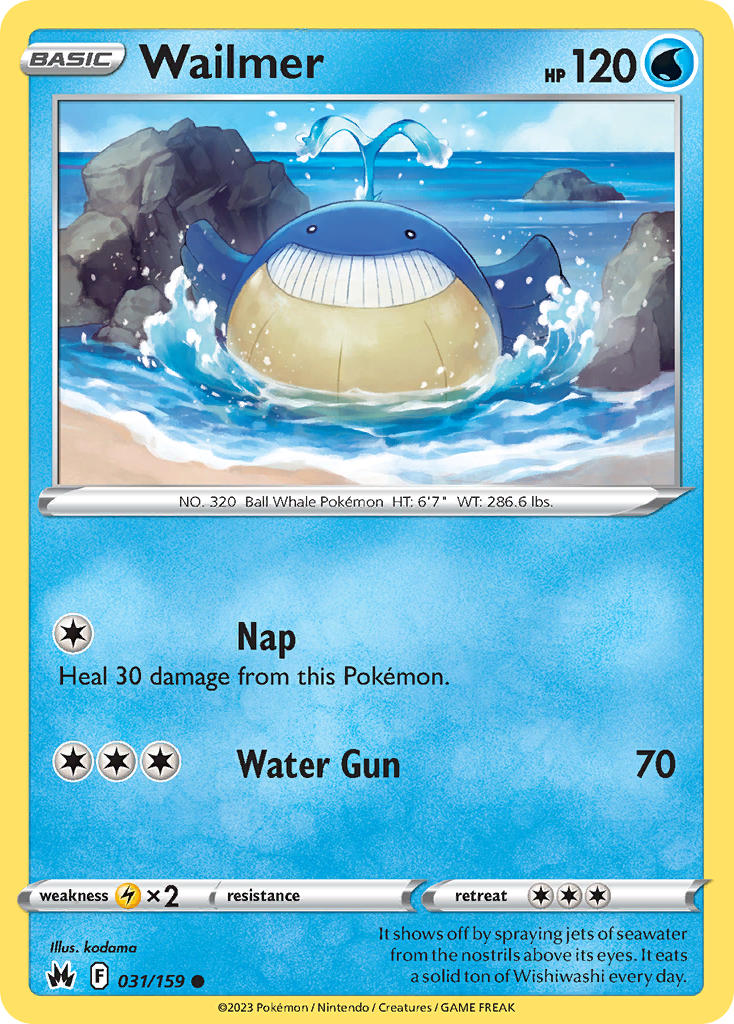 BASIC Wailmer HP 120
NO. 320 Ball Whale Pokémon HT: 6'7" WT: 286.6 lbs.
Nap
Heal 30 damage from this Pokémon.
Water Gun 70
weakness ×2 resistance retreat
It shows off by spraying jets of seawater
from the nostrils above its eyes. It eats
a solid ton of Wishiwashi every day.
Illus. kodama
F 031/159
©2023 Pokémon / Nintendo / Creatures / GAME FREAK